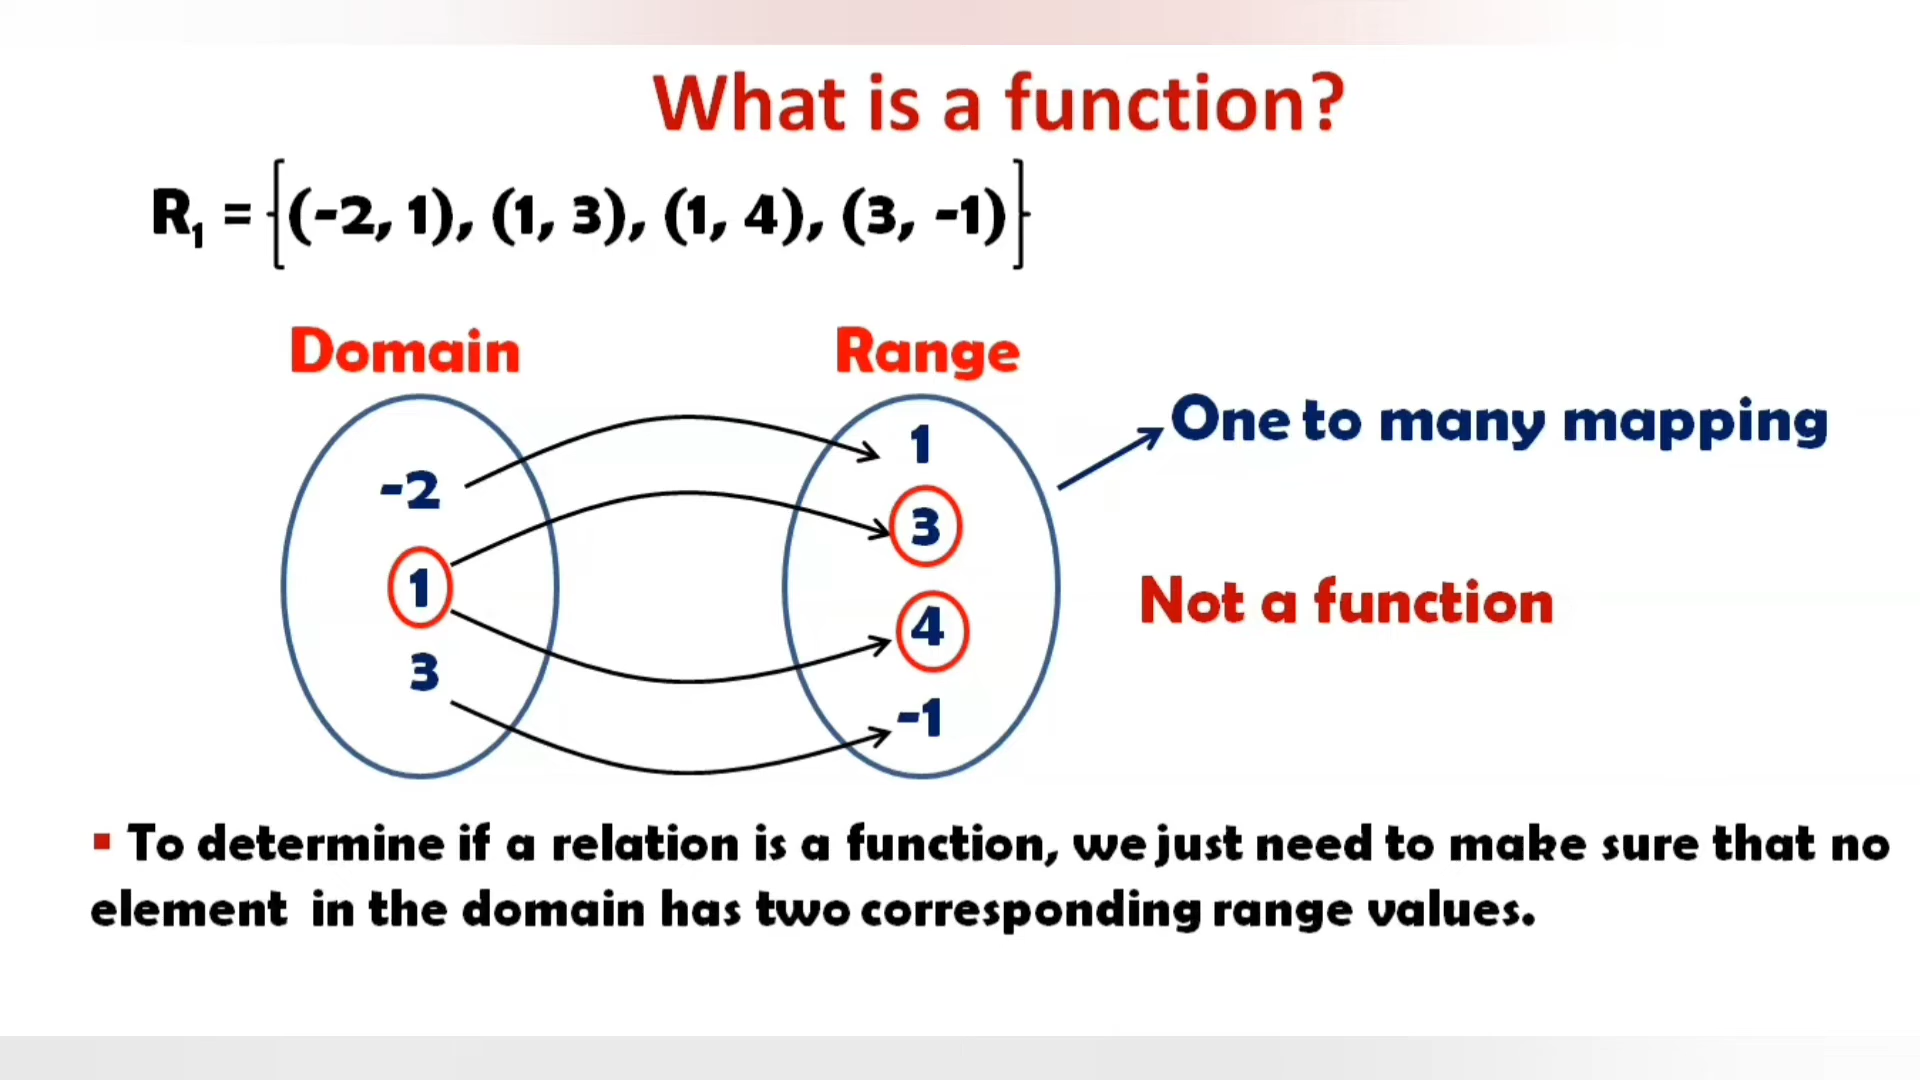 What is a function?
R₁ = {(-2, 1), (1, 3), (1, 4), (3, -1)}
Domain
Range
-2
1
3
1
3
4
-1
One to many mapping
Not a function
▪ To determine if a relation is a function, we just need to make sure that no
element in the domain has two corresponding range values.